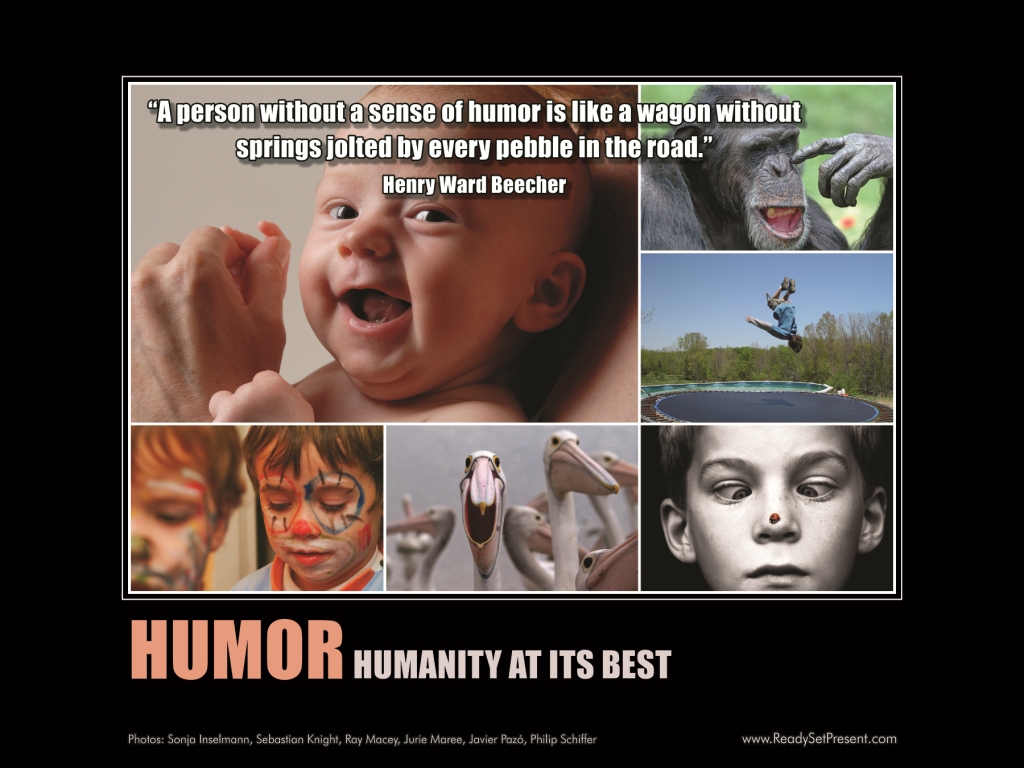 “A person without a sense of humor is like a wagon without
springs jolted by every pebble in the road.”
Henry Ward Beecher
HUMOR HUMANITY AT ITS BEST
Photos: Sonja Inselmann, Sebastian Knight, Ray Macey, Jurie Maree, Javier Pazó, Philip Schiffer
www.ReadySetPresent.com